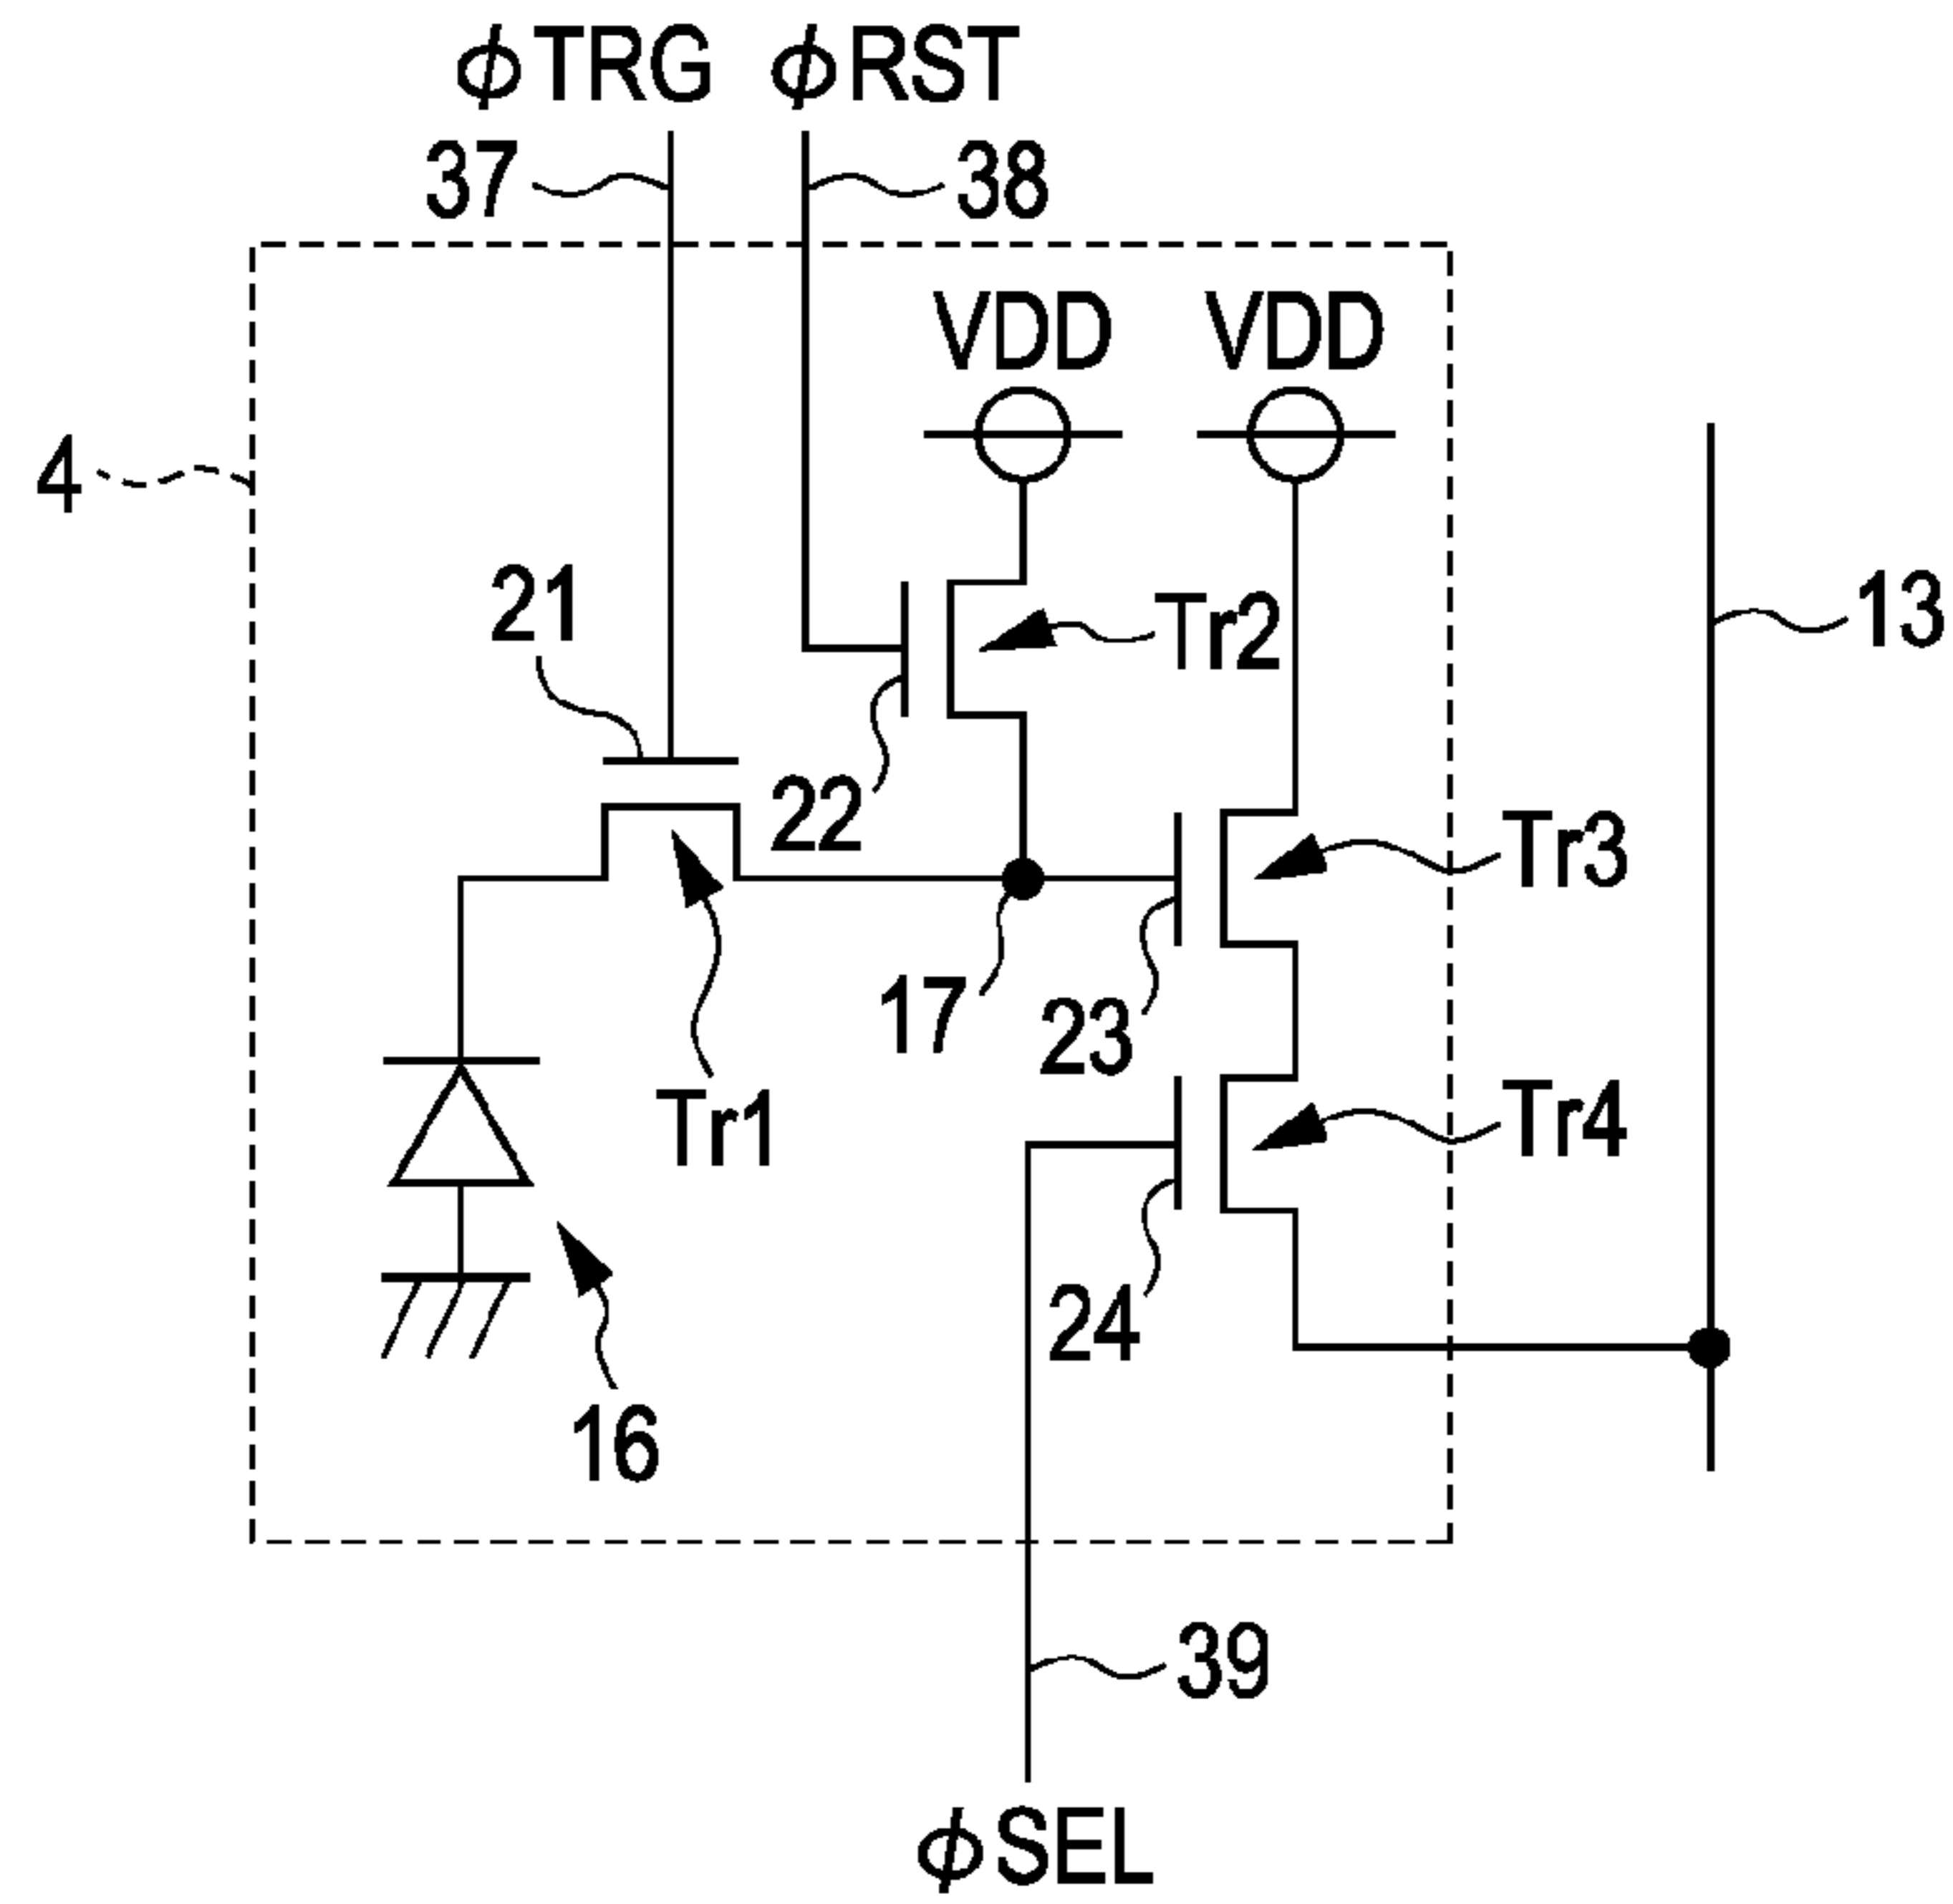 ϕTRG ϕRST
37 38
VDD VDD
4
21
Tr2
13
22
Tr3
17
23
Tr1
Tr4
24
16
39
ϕSEL